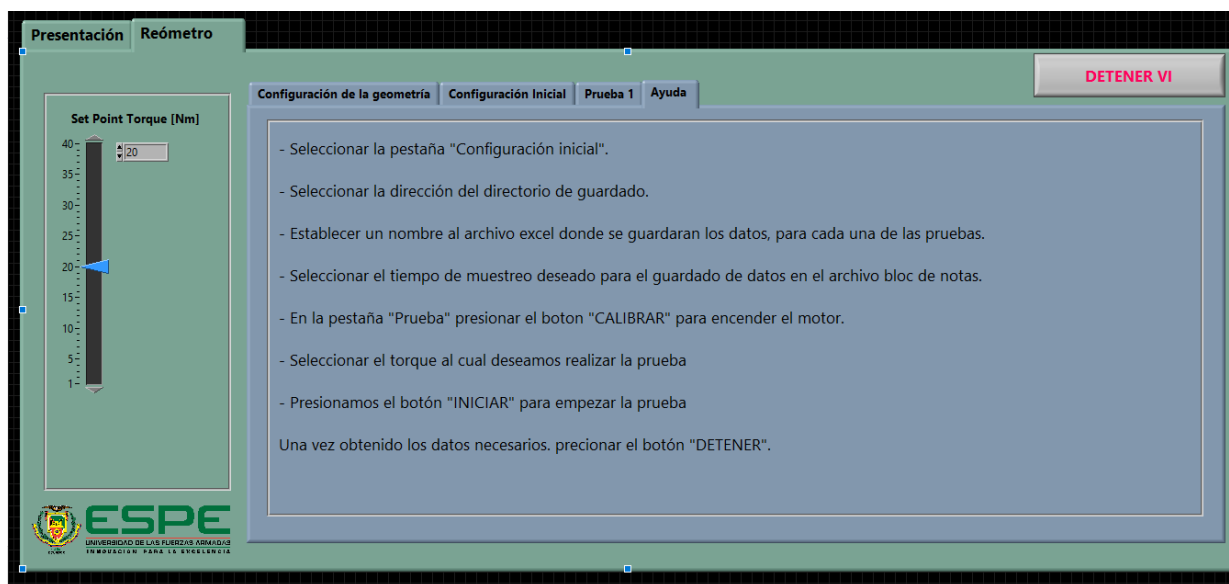 Presentación Reómetro
DETENER VI
Configuración de la geometría Configuración Inicial Prueba 1 Ayuda
Set Point Torque [Nm]
40
20
35
30
25
20
15
10
5
1
- Seleccionar la pestaña "Configuración inicial".
- Seleccionar la dirección del directorio de guardado.
- Establecer un nombre al archivo excel donde se guardaran los datos, para cada una de las pruebas.
- Seleccionar el tiempo de muestreo deseado para el guardado de datos en el archivo bloc de notas.
- En la pestaña "Prueba" presionar el boton "CALIBRAR" para encender el motor.
- Seleccionar el torque al cual deseamos realizar la prueba
- Presionamos el botón "INICIAR" para empezar la prueba
Una vez obtenido los datos necesarios. precionar el botón "DETENER".
ESPE
UNIVERSIDAD DE LAS FUERZAS ARMADAS
INNOVACION PARA LA EXCELENCIA